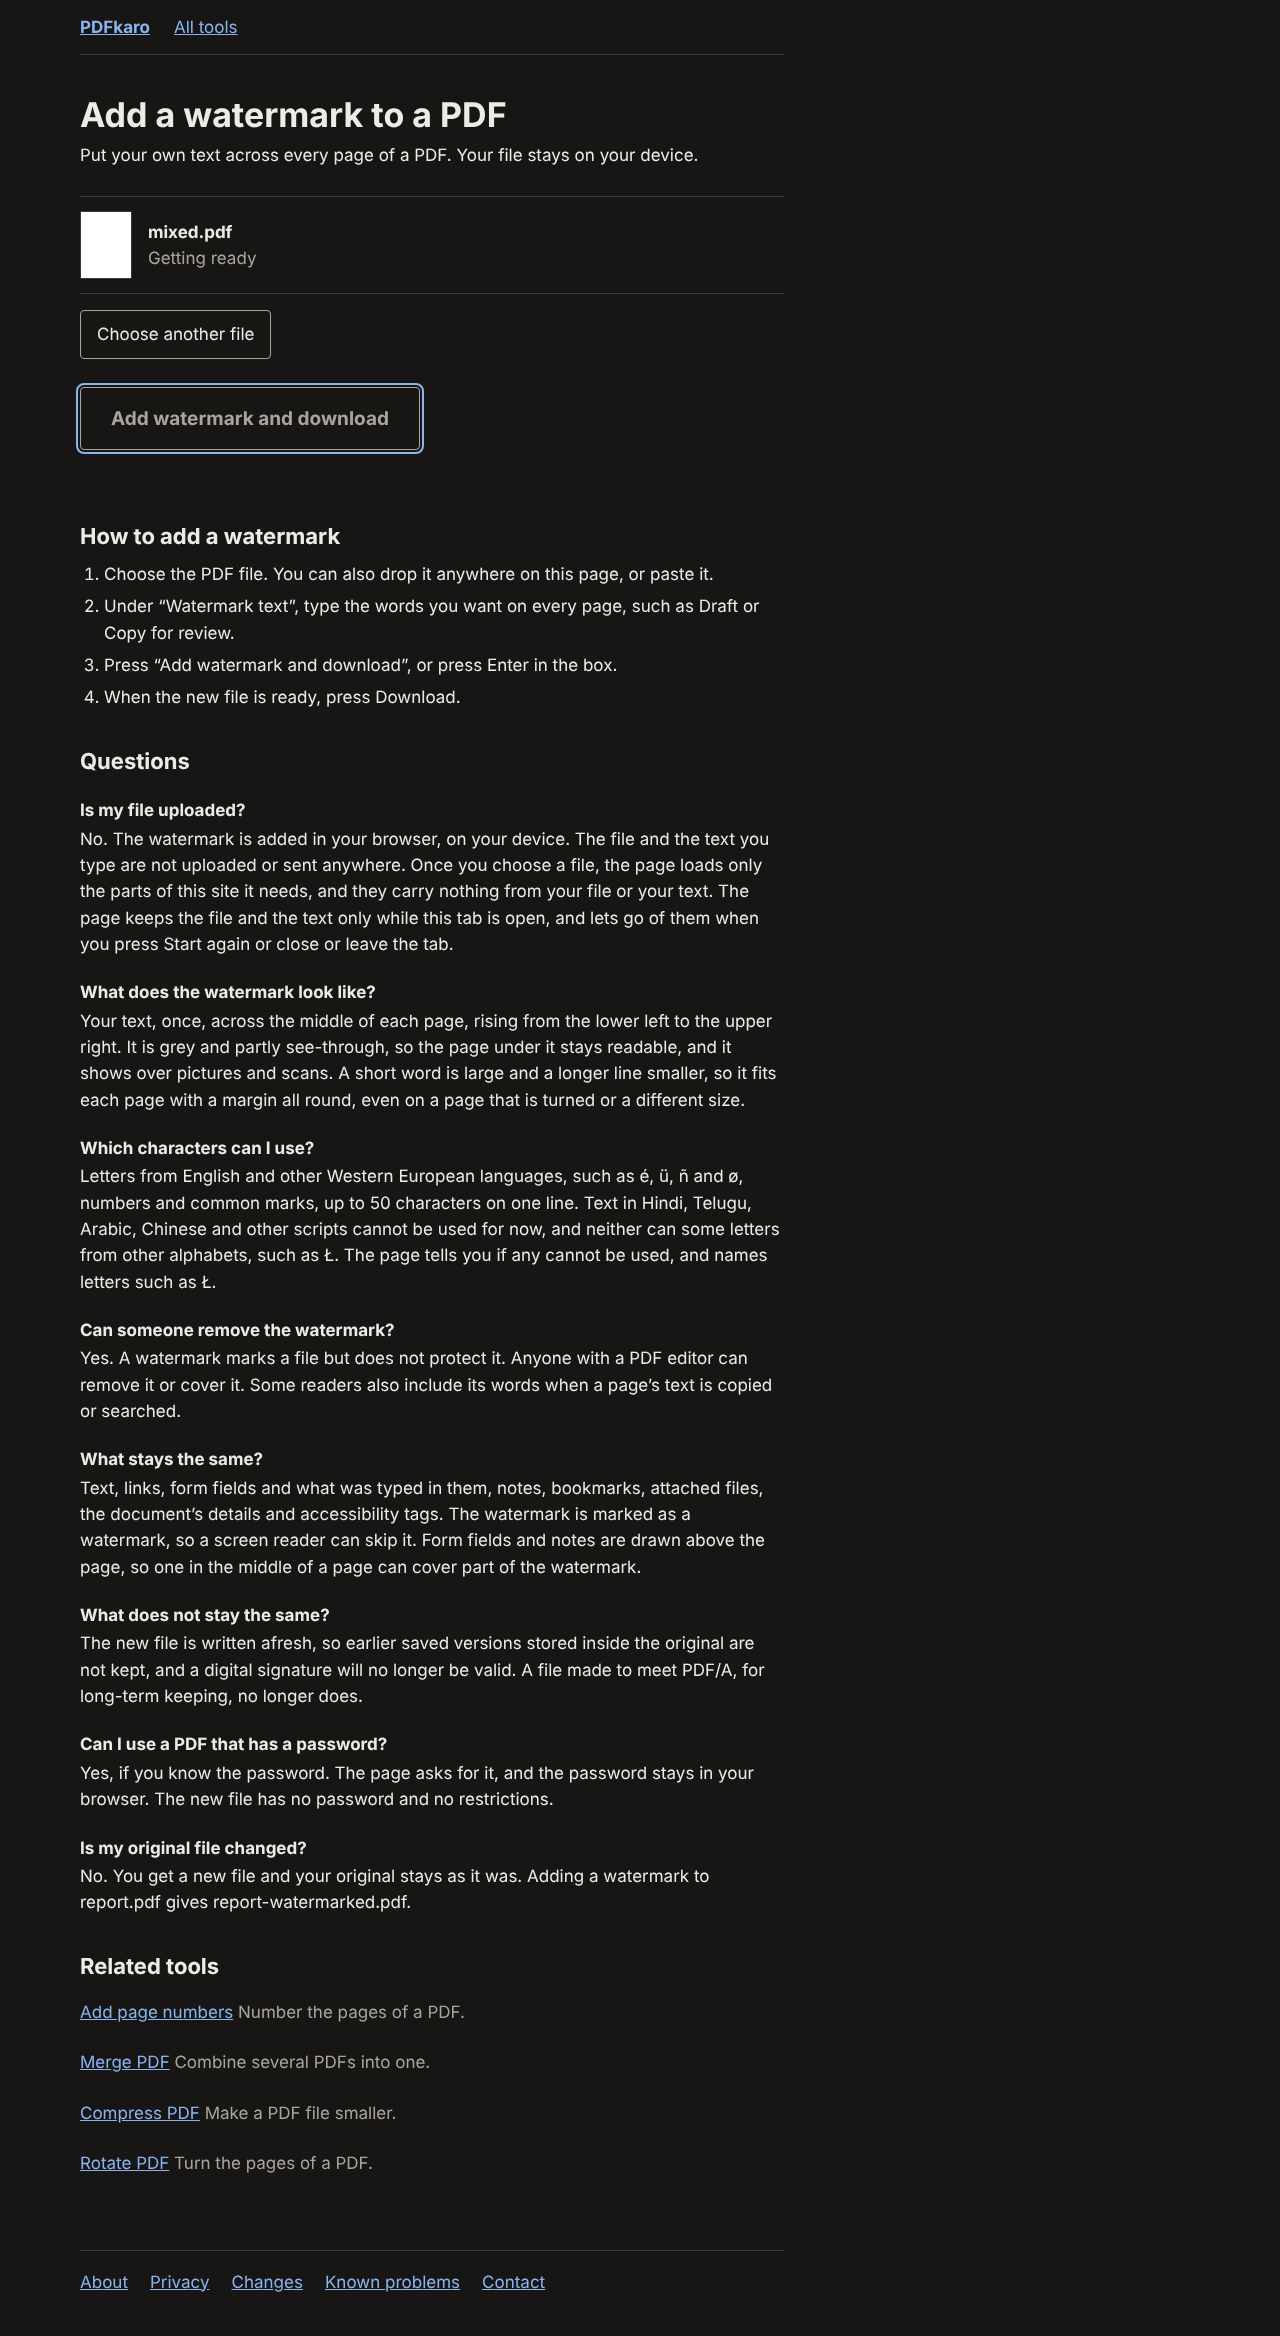 PDFkaro All tools
Add a watermark to a PDF
Put your own text across every page of a PDF. Your file stays on your device.
mixed.pdf
Getting ready
Choose another file
Add watermark and download
How to add a watermark
1. Choose the PDF file. You can also drop it anywhere on this page, or paste it.
2. Under “Watermark text”, type the words you want on every page, such as Draft or
Copy for review.
3. Press “Add watermark and download”, or press Enter in the box.
4. When the new file is ready, press Download.
Questions
Is my file uploaded?
No. The watermark is added in your browser, on your device. The file and the text you
type are not uploaded or sent anywhere. Once you choose a file, the page loads only
the parts of this site it needs, and they carry nothing from your file or your text. The
page keeps the file and the text only while this tab is open, and lets go of them when
you press Start again or close or leave the tab.
What does the watermark look like?
Your text, once, across the middle of each page, rising from the lower left to the upper
right. It is grey and partly see-through, so the page under it stays readable, and it
shows over pictures and scans. A short word is large and a longer line smaller, so it fits
each page with a margin all round, even on a page that is turned or a different size.
Which characters can I use?
Letters from English and other Western European languages, such as é, ü, ñ and ø,
numbers and common marks, up to 50 characters on one line. Text in Hindi, Telugu,
Arabic, Chinese and other scripts cannot be used for now, and neither can some letters
from other alphabets, such as Ł. The page tells you if any cannot be used, and names
letters such as Ł.
Can someone remove the watermark?
Yes. A watermark marks a file but does not protect it. Anyone with a PDF editor can
remove it or cover it. Some readers also include its words when a page’s text is copied
or searched.
What stays the same?
Text, links, form fields and what was typed in them, notes, bookmarks, attached files,
the document’s details and accessibility tags. The watermark is marked as a
watermark, so a screen reader can skip it. Form fields and notes are drawn above the
page, so one in the middle of a page can cover part of the watermark.
What does not stay the same?
The new file is written afresh, so earlier saved versions stored inside the original are
not kept, and a digital signature will no longer be valid. A file made to meet PDF/A, for
long-term keeping, no longer does.
Can I use a PDF that has a password?
Yes, if you know the password. The page asks for it, and the password stays in your
browser. The new file has no password and no restrictions.
Is my original file changed?
No. You get a new file and your original stays as it was. Adding a watermark to
report.pdf gives report-watermarked.pdf.
Related tools
Add page numbers Number the pages of a PDF.
Merge PDF Combine several PDFs into one.
Compress PDF Make a PDF file smaller.
Rotate PDF Turn the pages of a PDF.
About Privacy Changes Known problems Contact